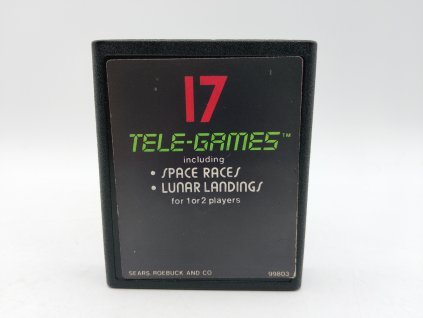 17
TELE-GAMES™
including
• SPACE RACES
• LUNAR LANDINGS
for 1 or 2 players
SEARS, ROEBUCK AND CO 99803